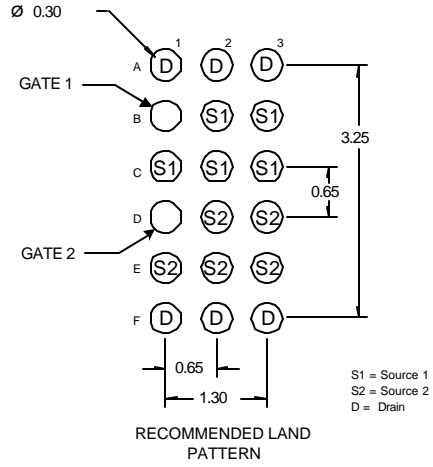 Ø 0.30
1 2 3
A D D D
GATE 1
B S1 S1
3.25
C S1 S1 S1
0.65
D S2 S2
GATE 2
E S2 S2 S2
F D D D
0.65
1.30
S1 = Source 1
S2 = Source 2
D = Drain
RECOMMENDED LAND
PATTERN